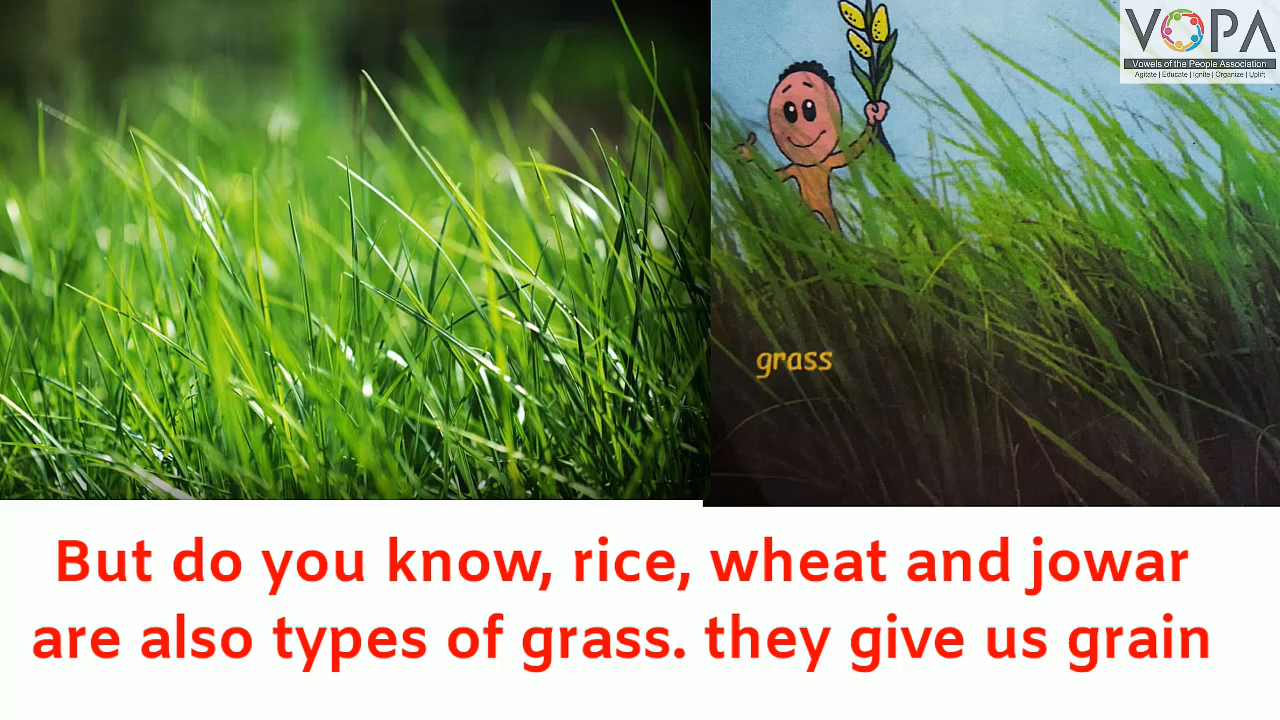 VOPA
Vowels of the People Association
Agitate | Educate | Ignite | Organize | Uplift
grass
But do you know, rice, wheat and jowar
are also types of grass. they give us grain